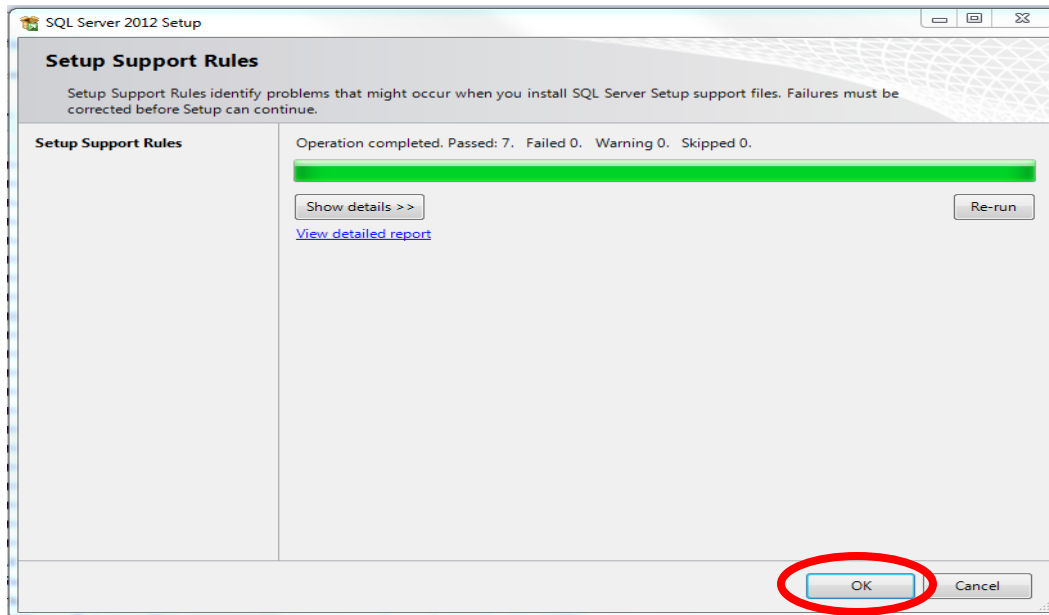 SQL Server 2012 Setup
Setup Support Rules
Setup Support Rules identify problems that might occur when you install SQL Server Setup support files. Failures must be
corrected before Setup can continue.
Setup Support Rules
Operation completed. Passed: 7.   Failed 0.   Warning 0.   Skipped 0.
Show details >>
Re-run
View detailed report
OK
Cancel